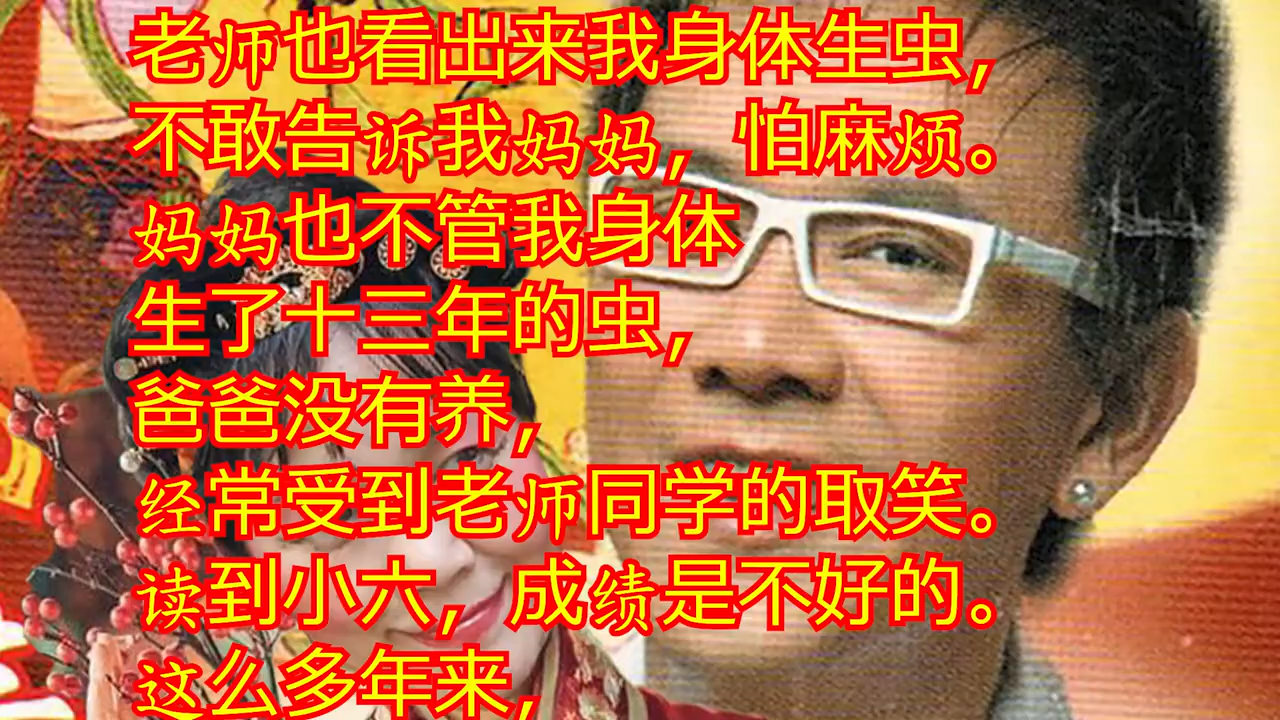 老师也看出来我身体生虫，
不敢告诉我妈妈，怕麻烦。
妈妈也不管我身体
生了十三年的虫，
爸爸没有养，
经常受到老师同学的取笑。
读到小六，成绩是不好的。
这么多年来，